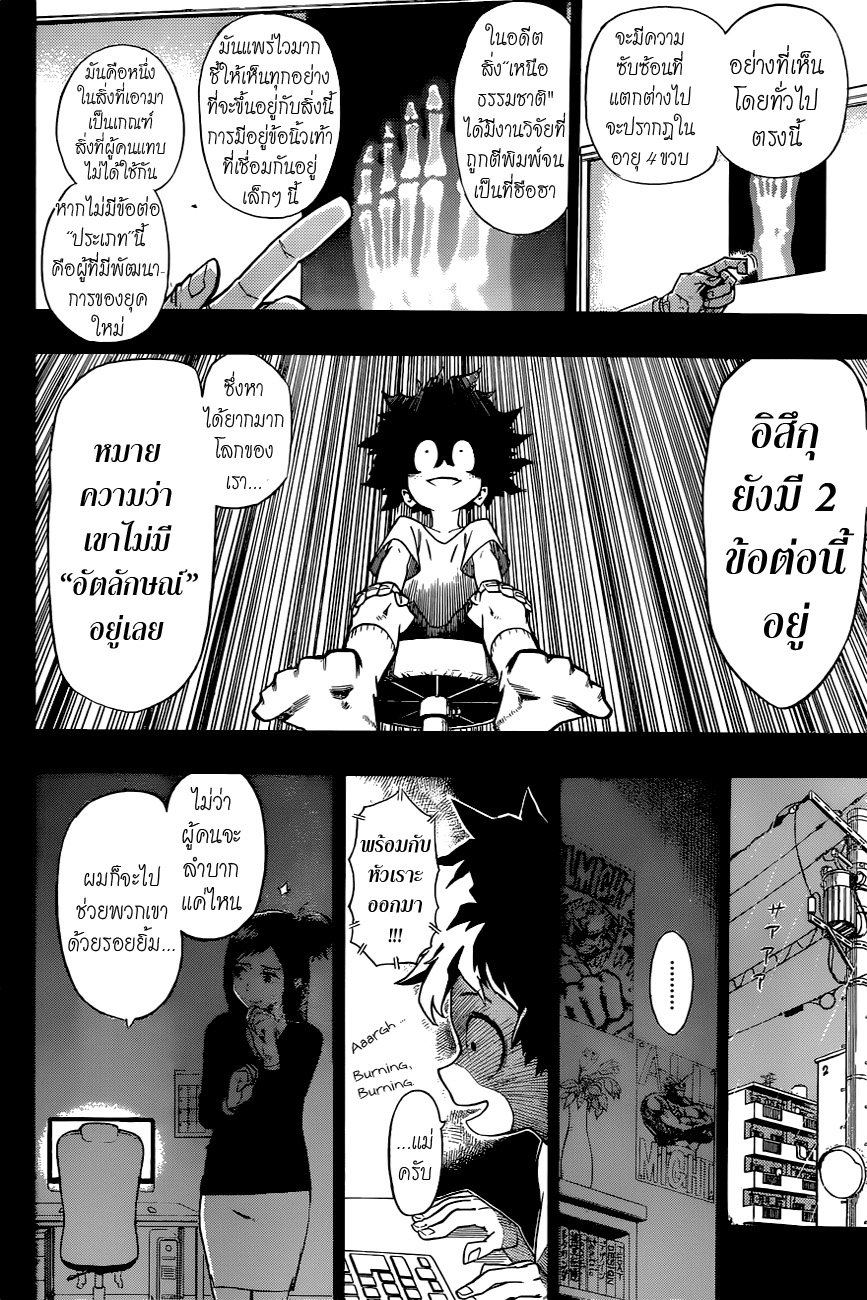 อย่างที่เห็น
โดยทั่วไป
ตรงนี้
จะมีความ
ซับซ้อนที่
แตกต่างไป
จะปรากฏใน
อายุ 4 ขวบ
ในอดีต
สิ่ง"เหนือ
ธรรมชาติ"
ได้มีงานวิจัยที่
ถูกตีพิมพ์จน
เป็นที่ฮือฮา
มันแพร่ไวมาก
ชี้ให้เห็นทุกอย่าง
ที่จะขึ้นอยู่กับสิ่งนี้
การมีอยู่ข้อนิ้วเท้า
ที่เชื่อมกันอยู่
เล็กๆ นี้
มันคือหนึ่ง
ในสิ่งที่เอามา
เป็นเกณฑ์
สิ่งที่ผู้คนแทบ
ไม่ได้ใช้กัน
หากไม่มีข้อต่อ
"ประเภท"นี้
คือผู้ที่มีพัฒนา-
การของยุค
ใหม่
อิสึกุ
ยังมี 2
ข้อต่อนี้
อยู่
ซึ่งหา
ได้ยากมาก
โลกของ
เรา...
หมาย
ความว่า
เขาไม่มี
“อัตลักษณ์”
อยู่เลย
ザアアア
2
.........
ALL
MIGHT
พร้อมกับ
หัวเราะ
ออกมา
!!!
Aaargh ...
Burning,
Burning.
...แม่
ครับ
ไม่ว่า
ผู้คนจะ
ลำบาก
แค่ไหน
ผมก็จะไป
ช่วยพวกเขา
ด้วยรอยยิ้ม...